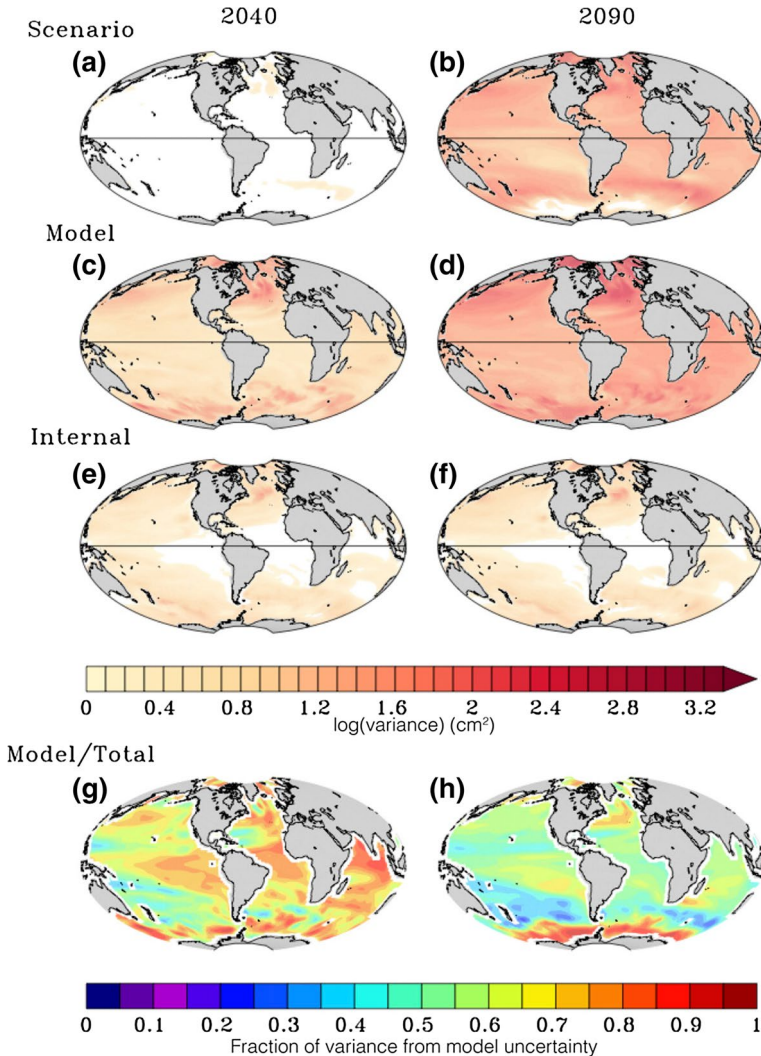 2040
2090
Scenario
(a)
(b)
Model
(c)
(d)
Internal
(e)
(f)
0 0.4 0.8 1.2 1.6 2 2.4 2.8 3.2
log(variance) (cm²)
Model/Total
(g)
(h)
0 0.1 0.2 0.3 0.4 0.5 0.6 0.7 0.8 0.9 1
Fraction of variance from model uncertainty